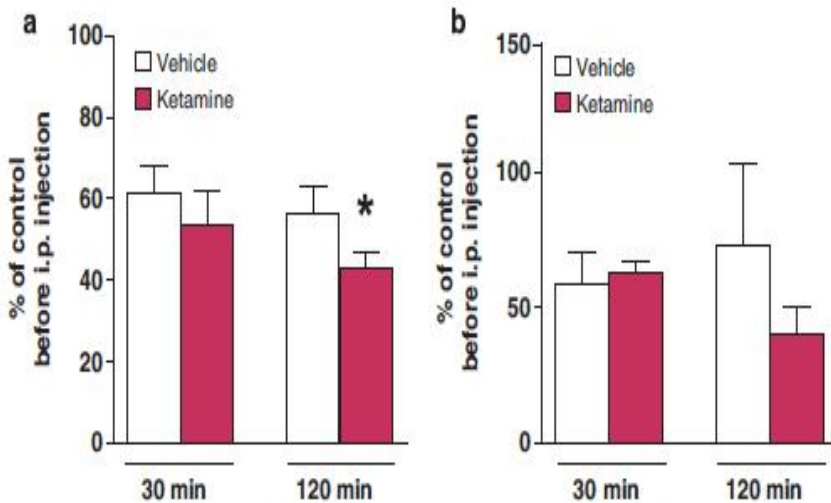 a
% of control
before i.p. injection
100
80
60
40
20
0
Vehicle
Ketamine
*
30 min
120 min
b
% of control
before i.p. injection
150
100
50
0
Vehicle
Ketamine
30 min
120 min